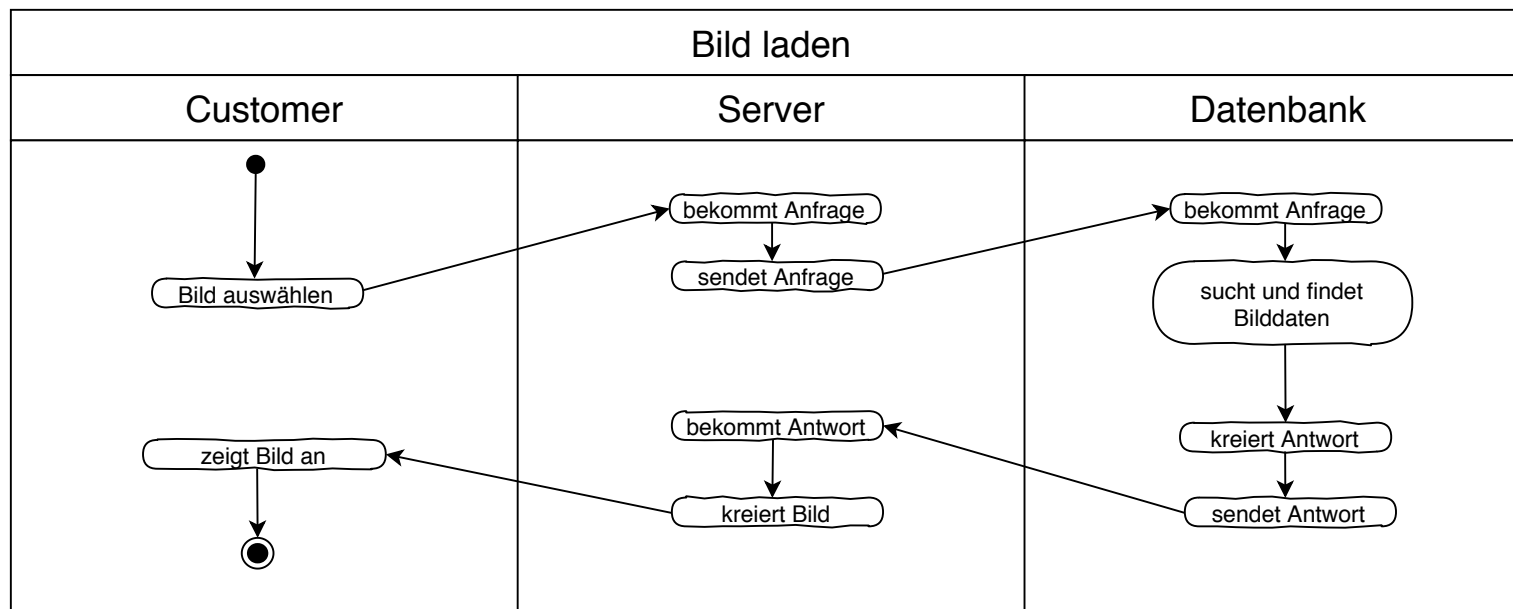 Bild laden
Customer
Server
Datenbank
Bild auswählen
bekommt Anfrage
sendet Anfrage
bekommt Anfrage
sucht und findet
Bilddaten
kreiert Antwort
sendet Antwort
bekommt Antwort
kreiert Bild
zeigt Bild an